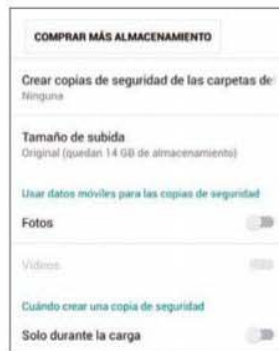 COMPRAR MÁS ALMACENAMIENTO
Crear copias de seguridad de las carpetas de
Ninguna
Tamaño de subida
Original (quedan 14 GB de almacenamiento)
Usar datos móviles para las copias de seguridad
Fotos
Vídeos
Cuándo crear una copia de seguridad
Solo durante la carga